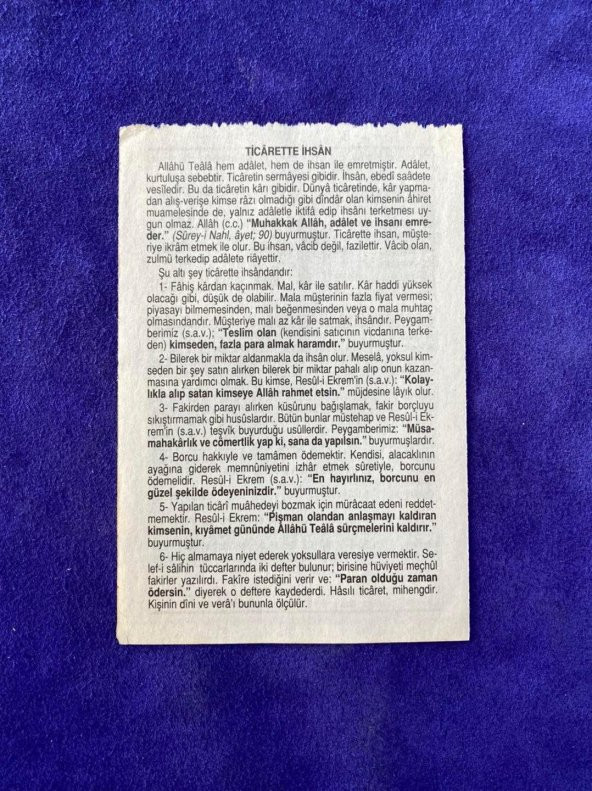 TİCÂRETTE İHSÂN
Allâhü Teâlâ hem adâlet, hem de ihsan ile emretmiştir. Adâlet,
kurtuluşa sebebtir. Ticâretin sermâyesi gibidir. İhsân, ebedî saâdete
vesîledir. Bu da ticâretin kârı gibidir. Dünyâ ticâretinde, kâr yapma-
dan alış-verişe kimse râzı olmadığı gibi dîndâr olan kimsenin âhiret
muamelesinde de, yalnız adâletle iktifâ edip ihsânı terketmesi uy-
gun olmaz. Allâh (c.c.) “Muhakkak Allâh, adâlet ve ihsanı emre-
der.” (Sûrey-i Nahl, âyet; 90) buyurmuştur. Ticârette ihsan, müşte-
riye ikrâm etmek ile olur. Bu ihsan, vâcib değil, fazilettir. Vâcib olan,
zulmü terkedip adâlete riâyettir.
Şu altı şey ticârette ihsândandır:
1- Fâhiş kârdan kaçınmak. Mal, kâr ile satılır. Kâr haddi yüksek
olacağı gibi, düşük de olabilir. Mala müşterinin fazla fiyat vermesi;
piyasayı bilmemesinden, malı beğenmesinden veya o mala muhtaç
olmasındandır. Müşteriye malı az kâr ile satmak, ihsândır. Peygam-
berimiz (s.a.v.); “Teslim olan (kendisini satıcının vicdanına terke-
den) kimseden, fazla para almak haramdır.” buyurmuştur.
2- Bilerek bir miktar aldanmakla da ihsân olur. Meselâ, yoksul kim-
seden bir şey satın alırken bilerek bir miktar pahalı alıp onun kazan-
masına yardımcı olmak. Bu kimse, Resûl-i Ekrem'in (s.a.v.): “Kolay-
lıkla alıp satan kimseye Allâh rahmet etsin.” müjdesine lâyık olur.
3- Fakirden parayı alırken küsûrunu bağışlamak, fakir borçluyu
sıkıştırmamak gibi husûslardır. Bütün bunlar müstehap ve Resûl-i Ek-
rem'in (s.a.v.) teşvîk buyurduğu usûllerdir. Peygamberimiz: “Müsa-
mahakârlık ve cömertlik yap ki, sana da yapılsın.” buyurmuşlardır.
4- Borcu hakkıyle ve tamâmen ödemektir. Kendisi, alacaklının
ayağına giderek memnûniyetini izhâr etmek sûretiyle, borcunu
ödemelidir. Resûl-i Ekrem (s.a.v.): “En hayırlınız, borcunu en
güzel şekilde ödeyeninizdir.” buyurmuştur.
5- Yapılan ticârî muâhedeyi bozmak için mürâcaat edeni reddet-
memektir. Resûl-i Ekrem: “Pişman olandan anlaşmayı kaldıran
kimsenin, kıyâmet gününde Allâhü Teâlâ sürçmelerini kaldırır.”
buyurmuştur.
6- Hiç almamaya niyet ederek yoksullara veresiye vermektir. Se-
lef-i sâlihin tüccarlarında iki defter bulunur; birisine hüviyeti meçhûl
fakirler yazılırdı. Fakîre istediğini verir ve: “Paran olduğu zaman
ödersin.” diyerek o deftere kaydederdi. Hâsılı ticâret, mihengdir.
Kişinin dîni ve verâ'ı bununla ölçülür.